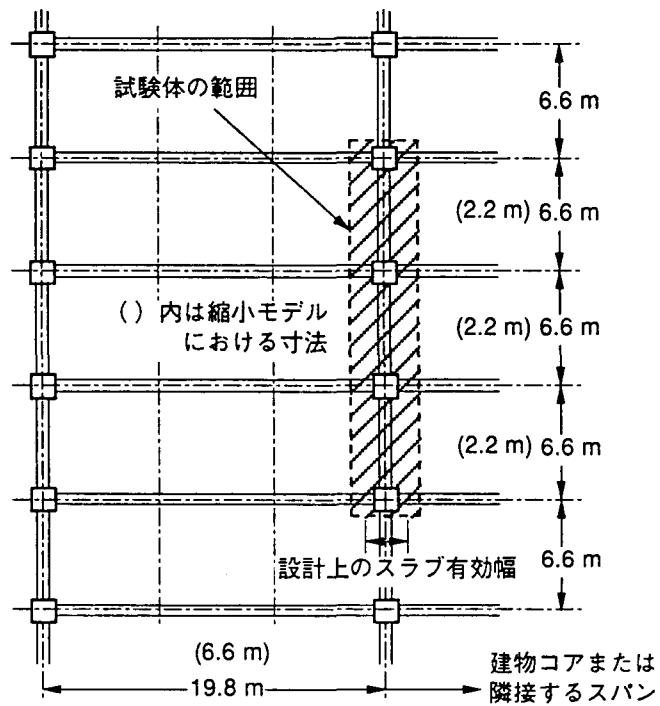 試験体の範囲
6.6 m
(2.2 m) 6.6 m
( ) 内は縮小モデル
における寸法
(2.2 m) 6.6 m
(2.2 m) 6.6 m
設計上のスラブ有効幅
6.6 m
(6.6 m)
19.8 m
建物コアまたは
隣接するスパン